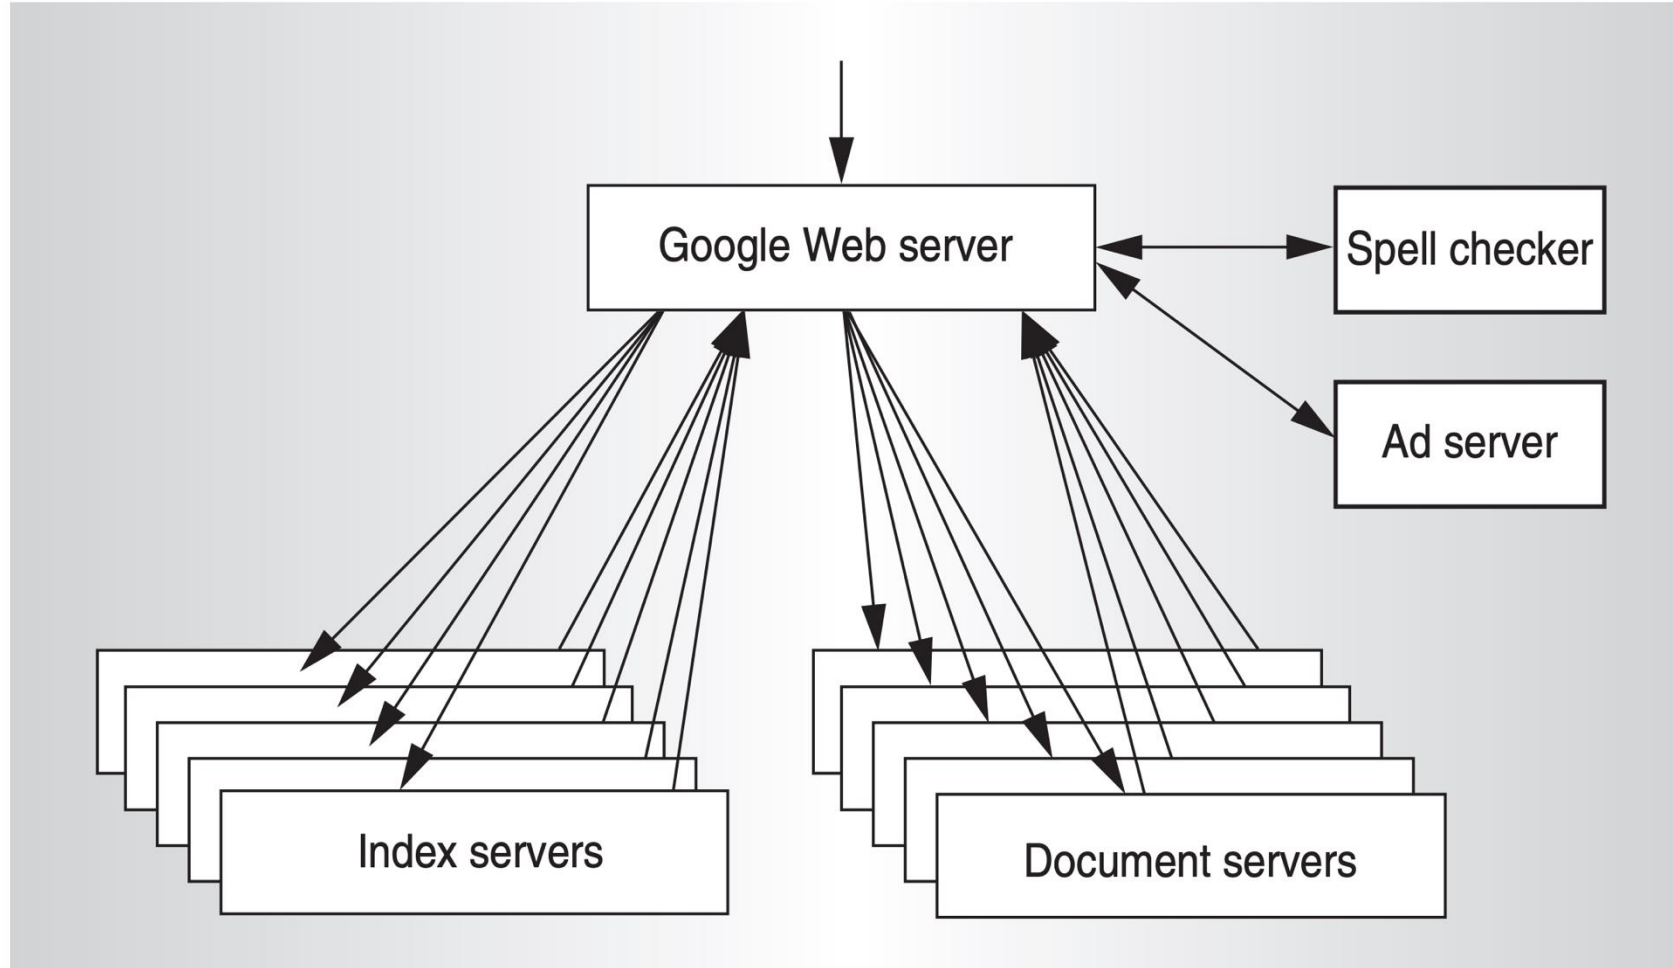 Google Web server
Spell checker
Ad server
Index servers
Document servers